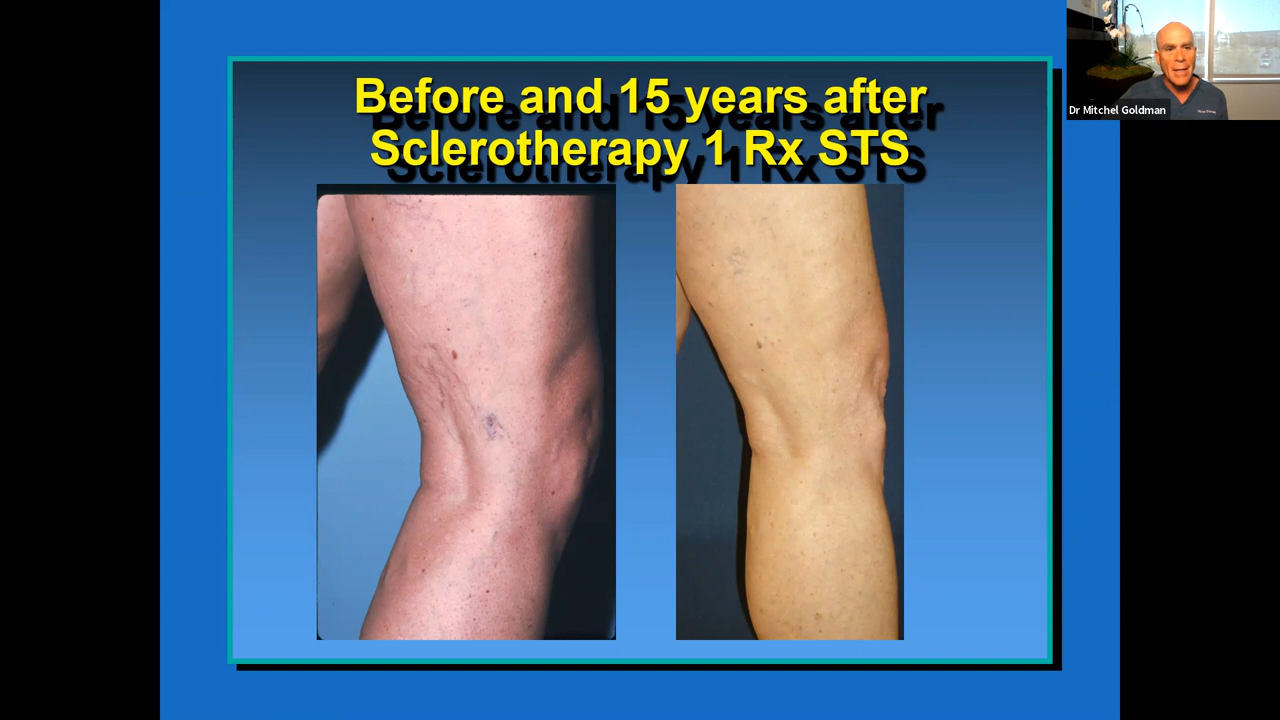 Before and 15 years after
Sclerotherapy 1 Rx STS
Dr Mitchel Goldman